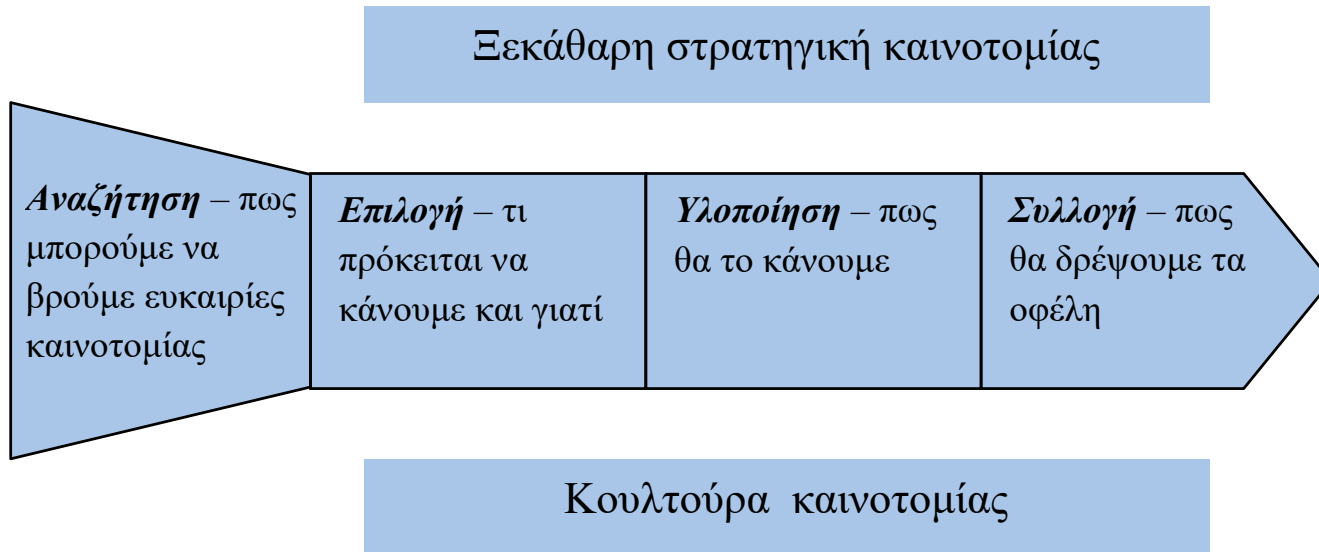 Ξεκάθαρη στρατηγική καινοτομίας
Αναζήτηση – πως
μπορούμε να
βρούμε ευκαιρίες
καινοτομίας
Επιλογή – τι
πρόκειται να
κάνουμε και γιατί
Υλοποίηση – πως
θα το κάνουμε
Συλλογή – πως
θα δρέψουμε τα
οφέλη
Κουλτούρα καινοτομίας